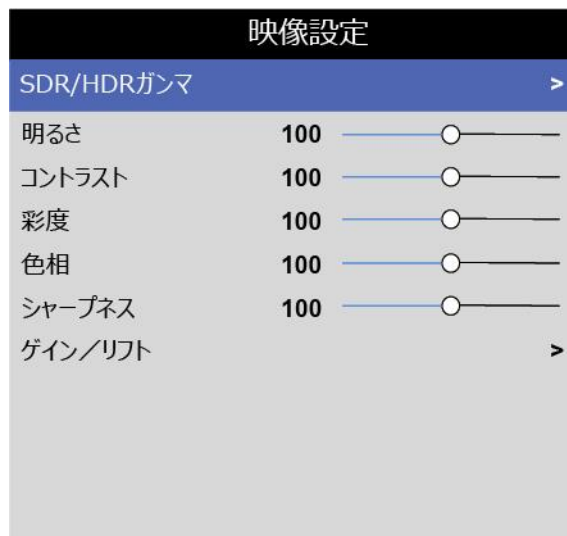 映像設定
SDR/HDRガンマ >
明るさ 100
コントラスト 100
彩度 100
色相 100
シャープネス 100
ゲイン／リフト >